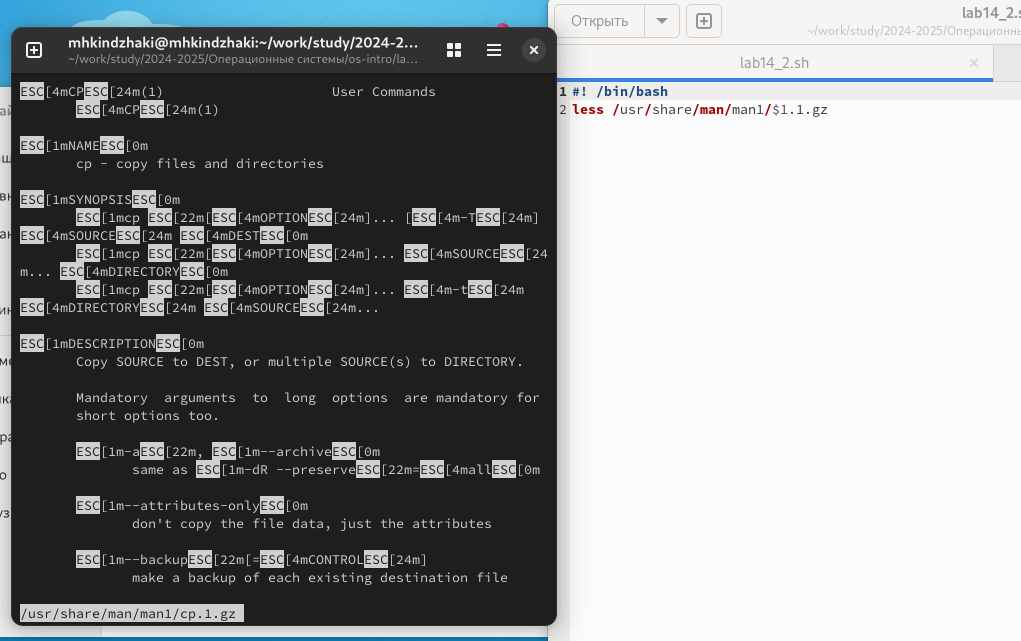 mhkindzhaki@mhkindzhaki:~/work/study/2024-2...
~/work/study/2024-2025/Операционные системы/os-intro/la...
ESC[4mCPESC[24m(1) User Commands
ESC[4mCPESC[24m(1)
ESC[1mNAMEESC[0m
cp - copy files and directories
ESC[1mSYNOPSISESC[0m
ESC[1mcp ESC[22m[ESC[4mOPTIONESC[24m]... [ESC[4m-TESC[24m]
ESC[4mSOURCEESC[24m ESC[4mDESTESC[0m
ESC[1mcp ESC[22m[ESC[4mOPTIONESC[24m]... ESC[4mSOURCEESC[24
m... ESC[4mDIRECTORYESC[0m
ESC[1mcp ESC[22m[ESC[4mOPTIONESC[24m]... ESC[4m-tESC[24m
ESC[4mDIRECTORYESC[24m ESC[4mSOURCEESC[24m...
ESC[1mDESCRIPTIONESC[0m
Copy SOURCE to DEST, or multiple SOURCE(s) to DIRECTORY.
Mandatory arguments to long options are mandatory for
short options too.
ESC[1m-aESC[22m, ESC[1m--archiveESC[0m
same as ESC[1m-dR --preserveESC[22m=ESC[4mallESC[0m
ESC[1m--attributes-onlyESC[0m
don't copy the file data, just the attributes
ESC[1m--backupESC[22m[=ESC[4mCONTROLESC[24m]
make a backup of each existing destination file
/usr/share/man/man1/cp.1.gz
Открыть
lab14_2.s
~/work/study/2024-2025/Операционны
lab14_2.sh
1 #! /bin/bash
2 less /usr/share/man/man1/$1.1.gz